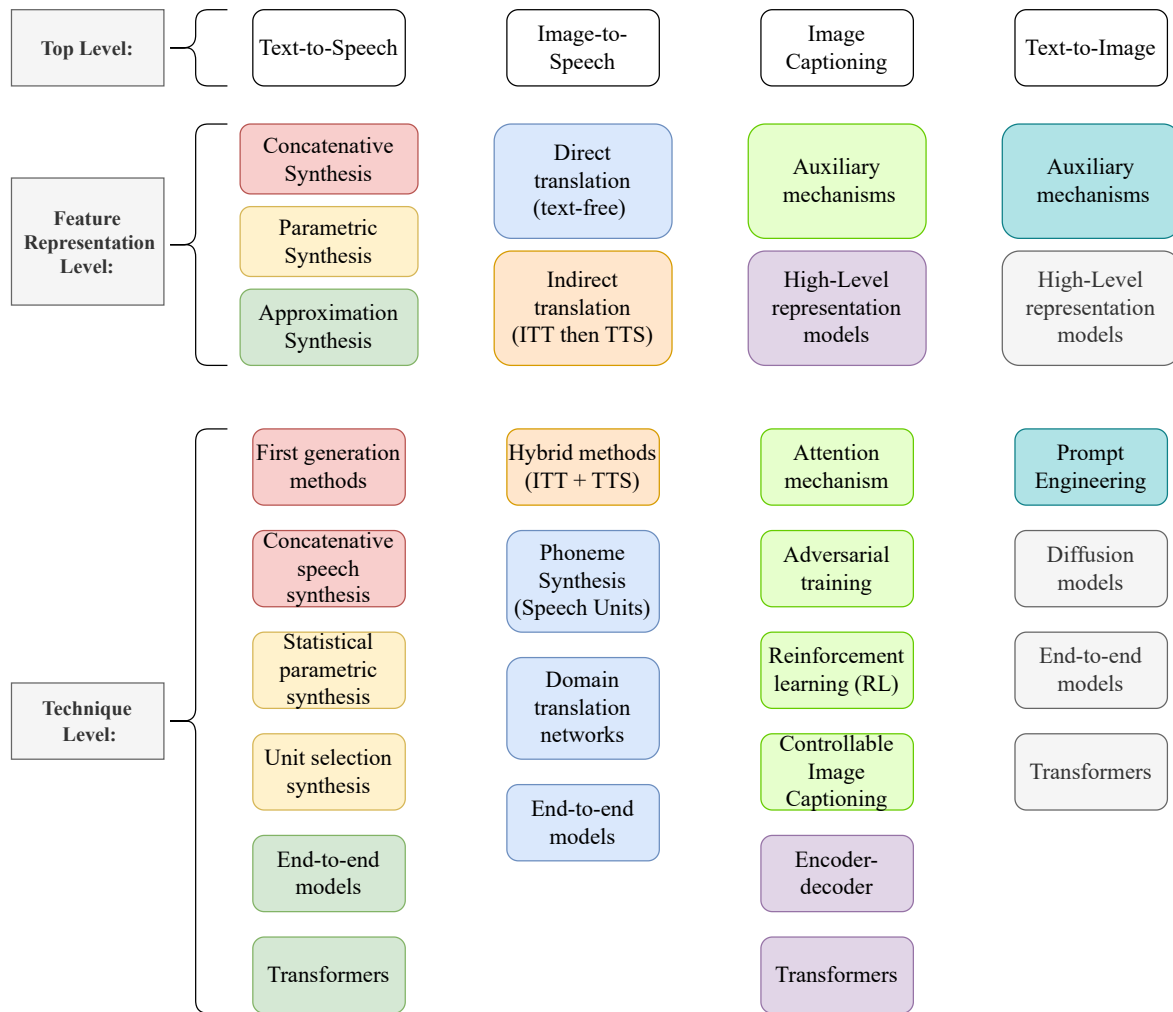 Top Level:
Text-to-Speech
Image-to-
Speech
Image
Captioning
Text-to-Image
Feature
Representation
Level:
Concatenative
Synthesis
Parametric
Synthesis
Approximation
Synthesis
Direct
translation
(text-free)
Indirect
translation
(ITT then TTS)
Auxiliary
mechanisms
High-Level
representation
models
Auxiliary
mechanisms
High-Level
representation
models
Technique
Level:
First generation
methods
Concatenative
speech
synthesis
Statistical
parametric
synthesis
Unit selection
synthesis
End-to-end
models
Transformers
Hybrid methods
(ITT + TTS)
Phoneme
Synthesis
(Speech Units)
Domain
translation
networks
End-to-end
models
Attention
mechanism
Adversarial
training
Reinforcement
learning (RL)
Controllable
Image
Captioning
Encoder-
decoder
Transformers
Prompt
Engineering
Diffusion
models
End-to-end
models
Transformers